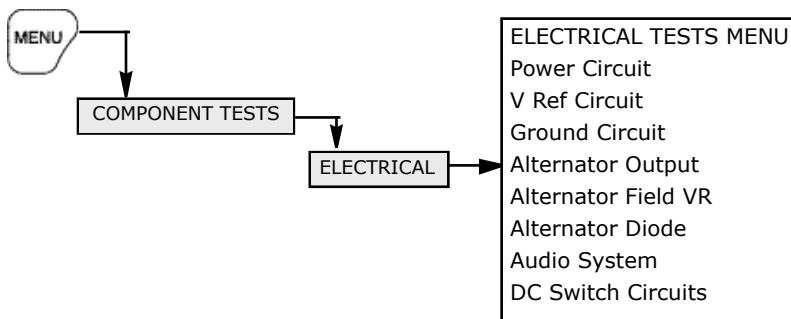 MENU
COMPONENT TESTS
ELECTRICAL
ELECTRICAL TESTS MENU
Power Circuit
V Ref Circuit
Ground Circuit
Alternator Output
Alternator Field VR
Alternator Diode
Audio System
DC Switch Circuits